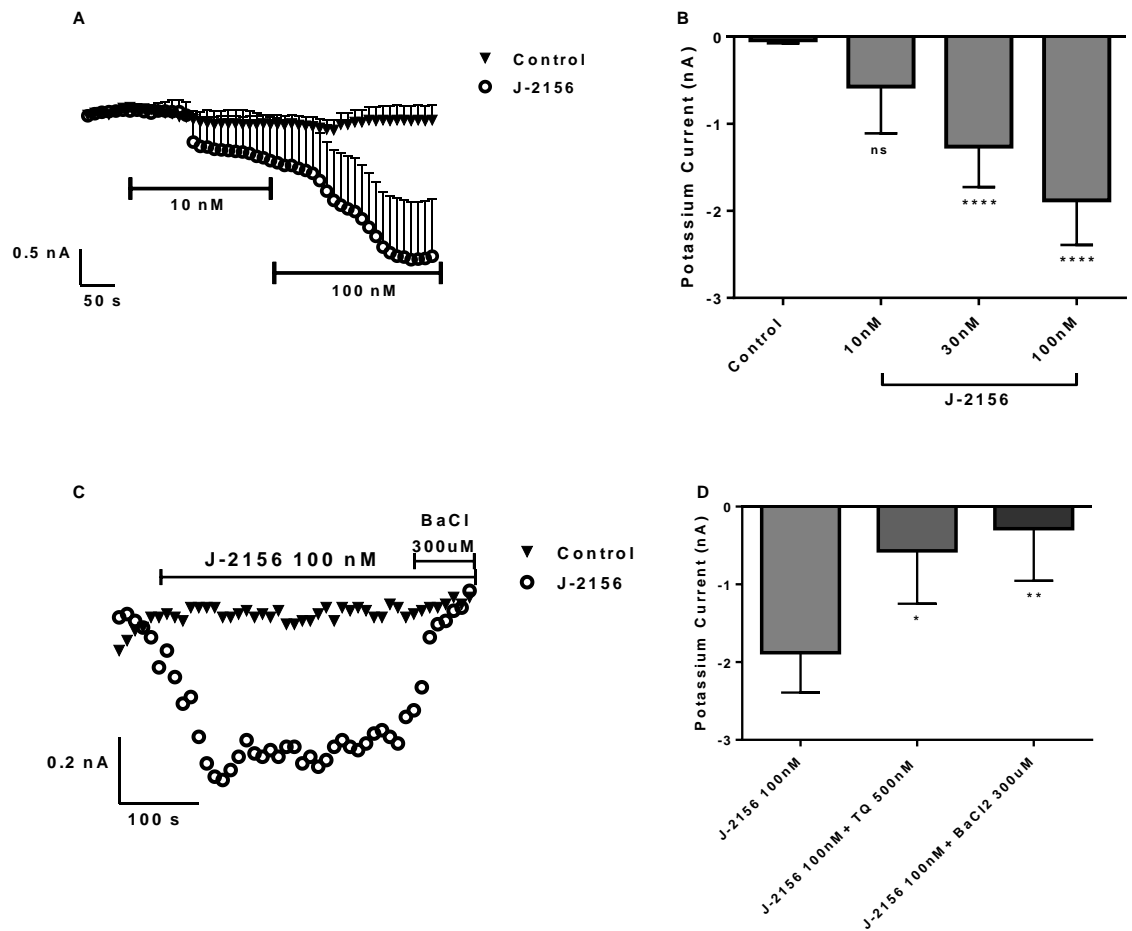 A
Control
J-2156
10 nM
100 nM
0.5 nA
50 s
B
Potassium Current (nA)
0
-1
-2
-3
ns
****
****
Control
10nM
30nM
100nM
J-2156
C
BaCl
300uM
J-2156 100 nM
Control
J-2156
0.2 nA
100 s
D
Potassium Current (nA)
0
-1
-2
-3
*
**
J-2156 100nM
J-2156 100nM+ TQ 500nM
J-2156 100nM+ BaCl2 300uM